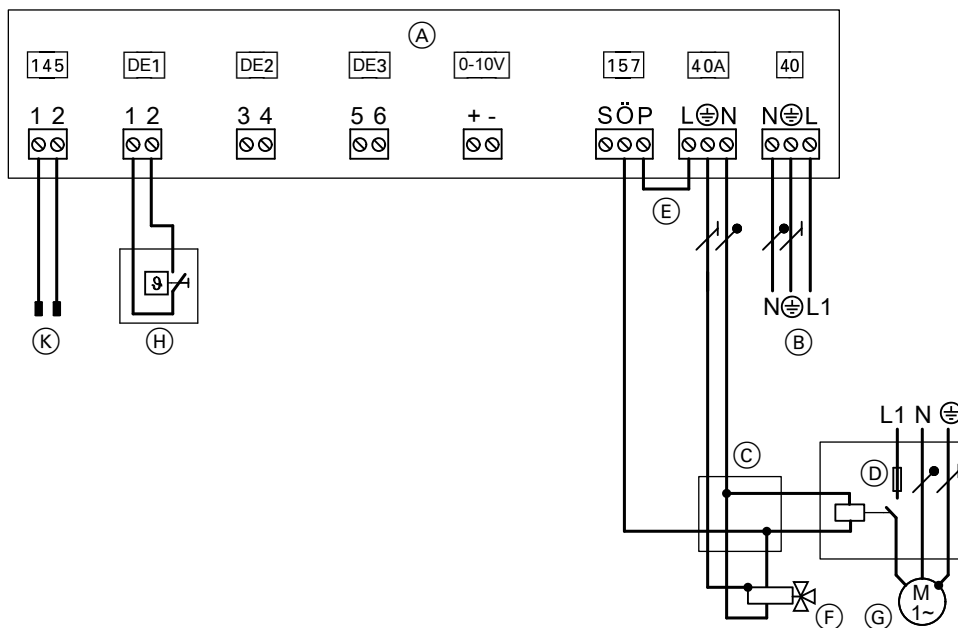 A
145 DE1 DE2 DE3 0-10V 157 40A 40
1 2 1 2 3 4 5 6 + - S Ö P L N N L
E
N L1
ϑ
K H B
L1 N
C
D
M
1~
F G